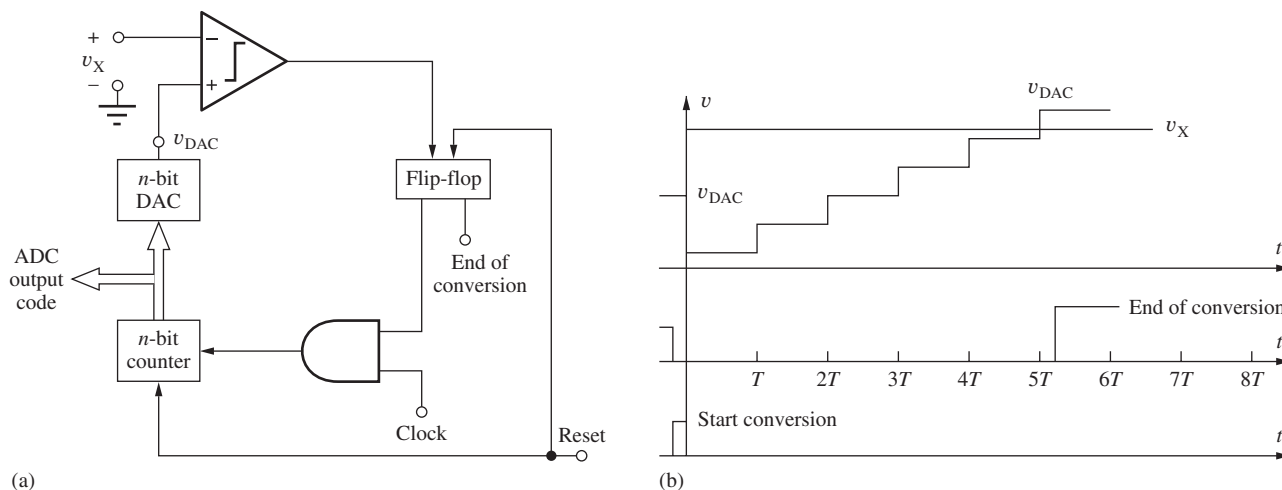 +
−
v_X
−
+
v_DAC
n-bit
DAC
Flip-flop
ADC
output
code
End of
conversion
n-bit
counter
Clock
Reset
(a)
v
v_DAC
v_X
v_DAC
t
End of conversion
t
T 2T 3T 4T 5T 6T 7T 8T
Start conversion
t
(b)